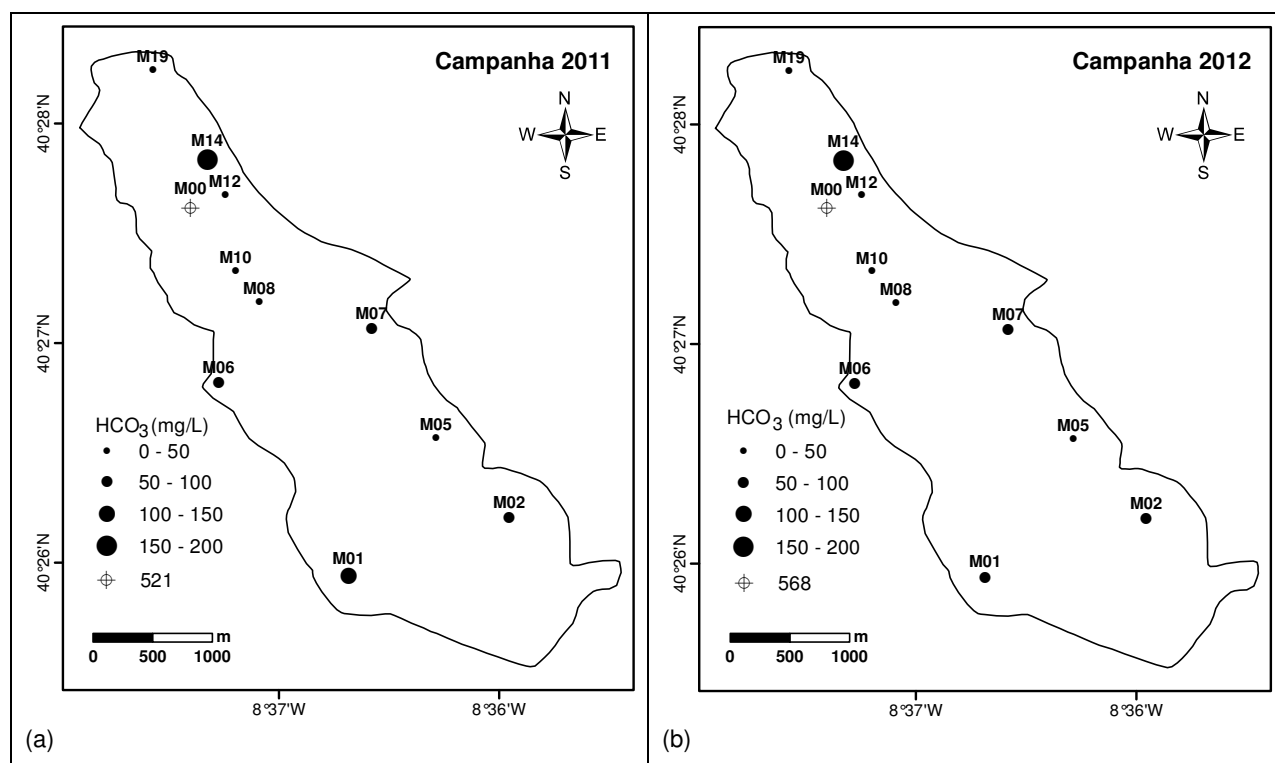 Campanha 2011
N
W E
S
M19
M14
M12
M00
M10
M08
M07
M06
M05
M02
M01
HCO3 (mg/L)
0 - 50
50 - 100
100 - 150
150 - 200
521
m
0 500 1000
40°28'N
40°27'N
40°26'N
8°37'W 8°36'W
(a)
Campanha 2012
N
W E
S
M19
M14
M12
M00
M10
M08
M07
M06
M05
M02
M01
HCO3 (mg/L)
0 - 50
50 - 100
100 - 150
150 - 200
568
m
0 500 1000
40°28'N
40°27'N
40°26'N
8°37'W 8°36'W
(b)